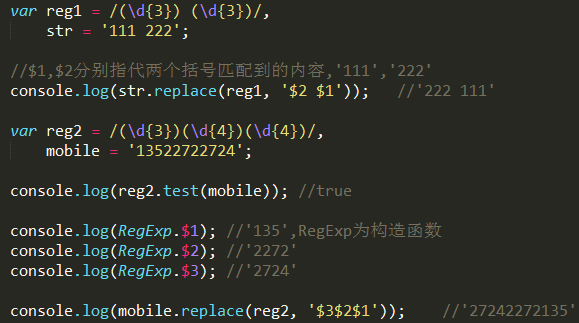 var reg1 = /(\d{3}) (\d{3})/,
    str = '111 222';
//$1,$2分别指代两个括号匹配到的内容,'111','222'
console.log(str.replace(reg1, '$2 $1'));   //'222 111'
var reg2 = /(\d{3})(\d{4})(\d{4})/,
    mobile = '13522722724';
console.log(reg2.test(mobile)); //true
console.log(RegExp.$1); //'135',RegExp为构造函数
console.log(RegExp.$2); //'2272'
console.log(RegExp.$3); //'2724'
console.log(mobile.replace(reg2, '$3$2$1'));    //'27242272135'